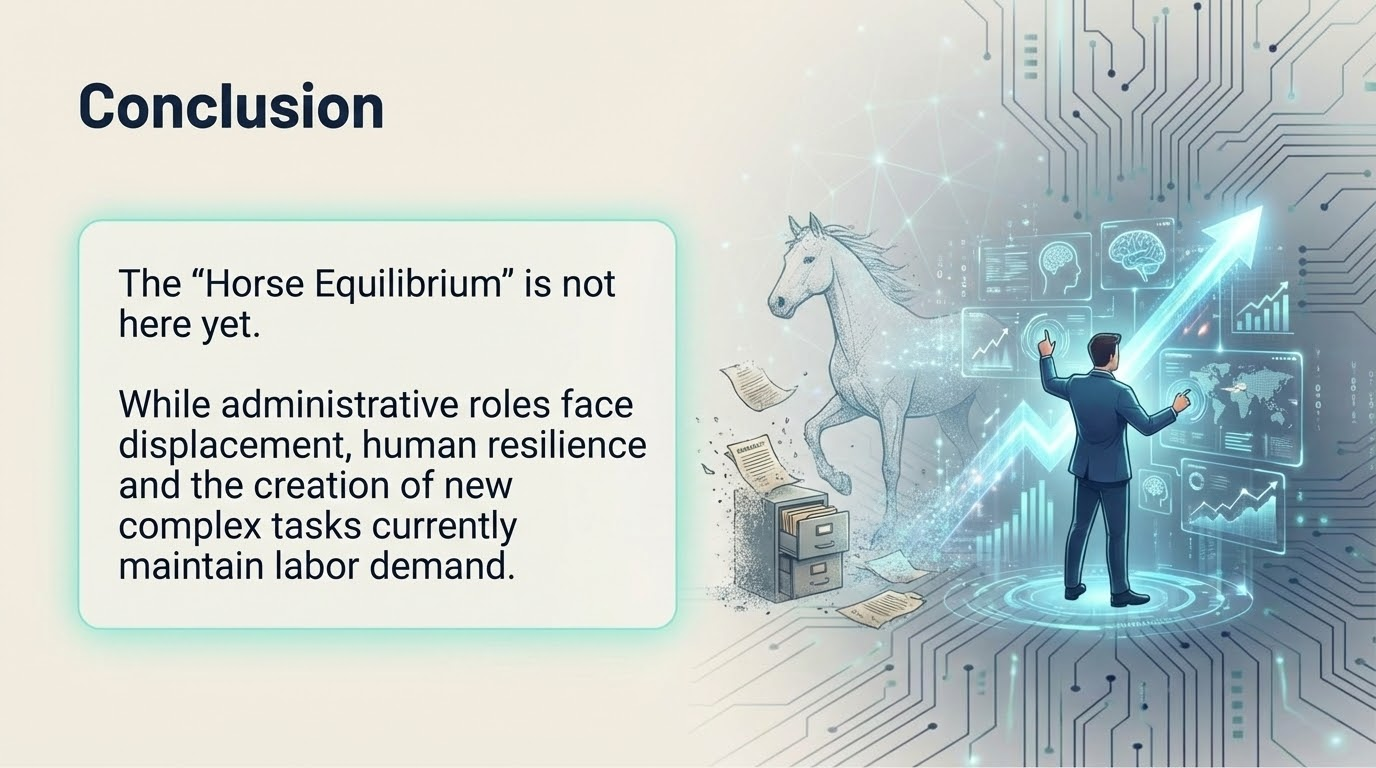 Conclusion
The “Horse Equilibrium” is not
here yet.
While administrative roles face
displacement, human resilience
and the creation of new
complex tasks currently
maintain labor demand.